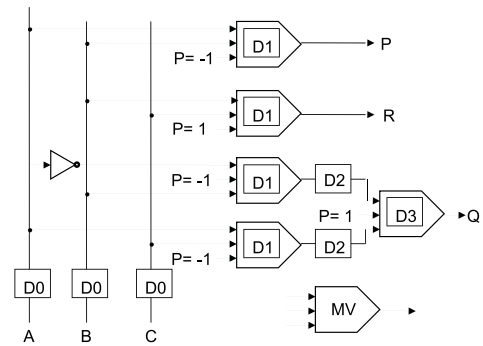 D1 P
P= -1
D1 R
P= 1
P= -1 D1 D2
P= 1 D3 Q
P= -1 D1 D2
D0 D0 D0
MV
A B C